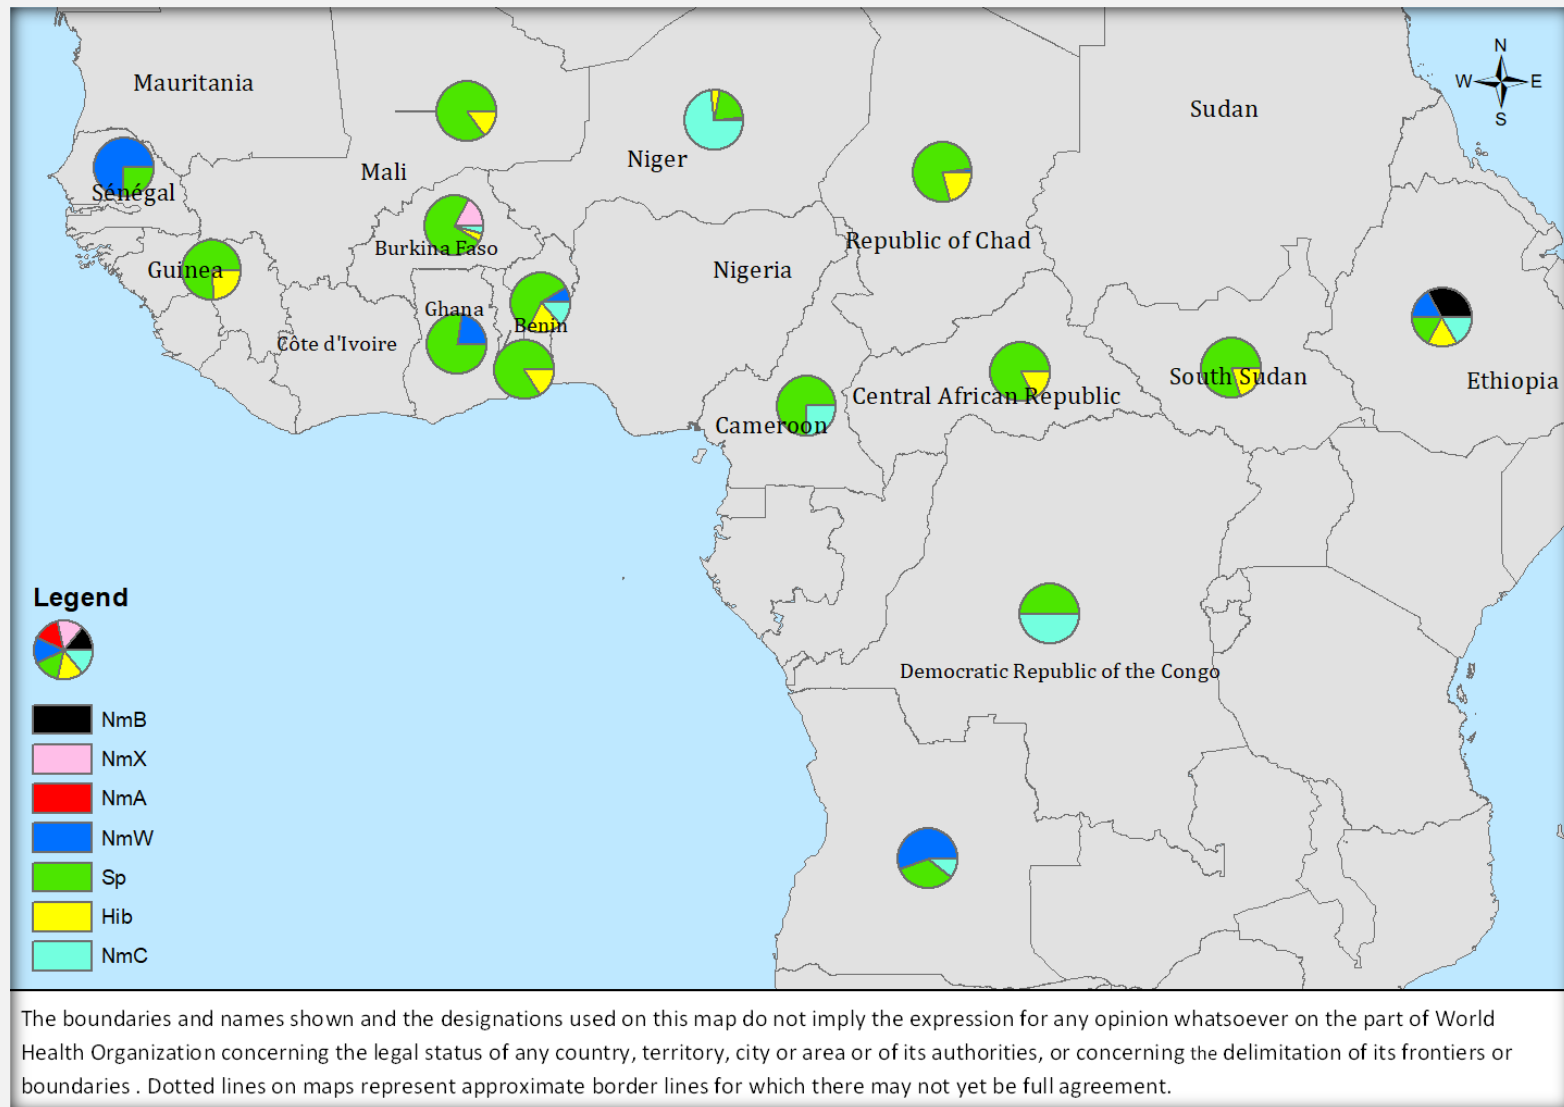 N
W
E
S
Mauritania
Sudan
Mali
Niger
Sénégal
Republic of Chad
Burkina Faso
Guinea
Nigeria
Ghana
Benin
Côte d'Ivoire
South Sudan
Ethiopia
Central African Republic
Cameroon
Democratic Republic of the Congo
Legend
NmB
NmX
NmA
NmW
Sp
Hib
NmC
The boundaries and names shown and the designations used on this map do not imply the expression for any opinion whatsoever on the part of World
Health Organization concerning the legal status of any country, territory, city or area or of its authorities, or concerning the delimitation of its frontiers or
boundaries . Dotted lines on maps represent approximate border lines for which there may not yet be full agreement.